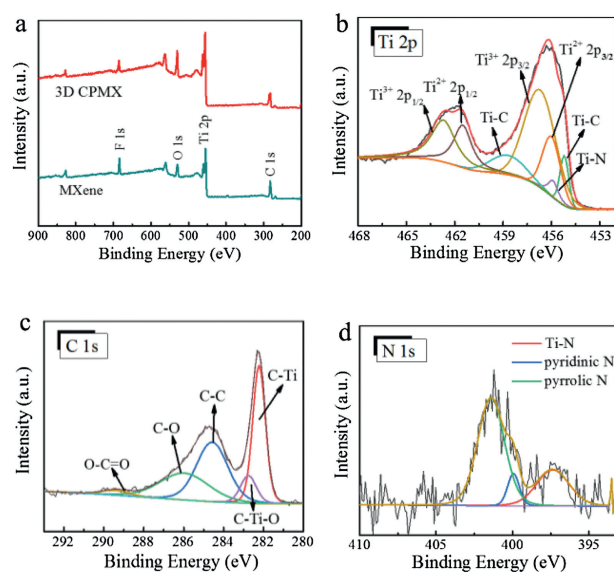 a
Intensity (a.u.)
3D CPMX
MXene
F 1s
O 1s
Ti 2p
C 1s
900 800 700 600 500 400 300 200
Binding Energy (eV)
b
Intensity (a.u.)
Ti 2p
Ti³⁺ 2p₁/₂
Ti²⁺ 2p₁/₂
Ti-C
Ti³⁺ 2p₃/₂
Ti²⁺ 2p₃/₂
Ti-C
Ti-N
468 465 462 459 456 453
Binding Energy (eV)
c
Intensity (a.u.)
C 1s
O-C=O
C-O
C-C
C-Ti
C-Ti-O
292 290 288 286 284 282 280
Binding Energy (eV)
d
Intensity (a.u.)
N 1s
Ti-N
pyridinic N
pyrrolic N
410 405 400 395
Binding Energy (eV)